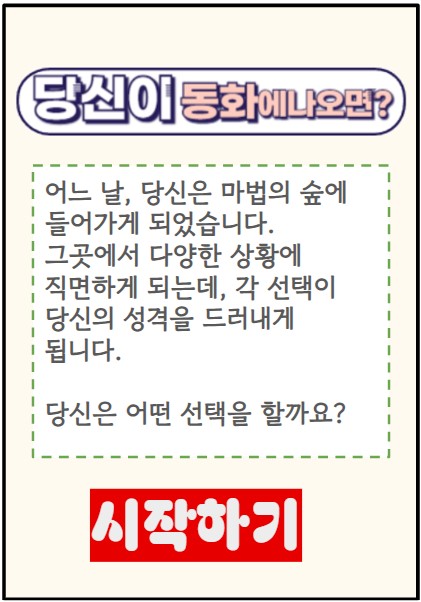 당신이 동화에나오면?
어느 날, 당신은 마법의 숲에
들어가게 되었습니다.
그곳에서 다양한 상황에
직면하게 되는데, 각 선택이
당신의 성격을 드러내게
됩니다.
당신은 어떤 선택을 할까요?
시작하기